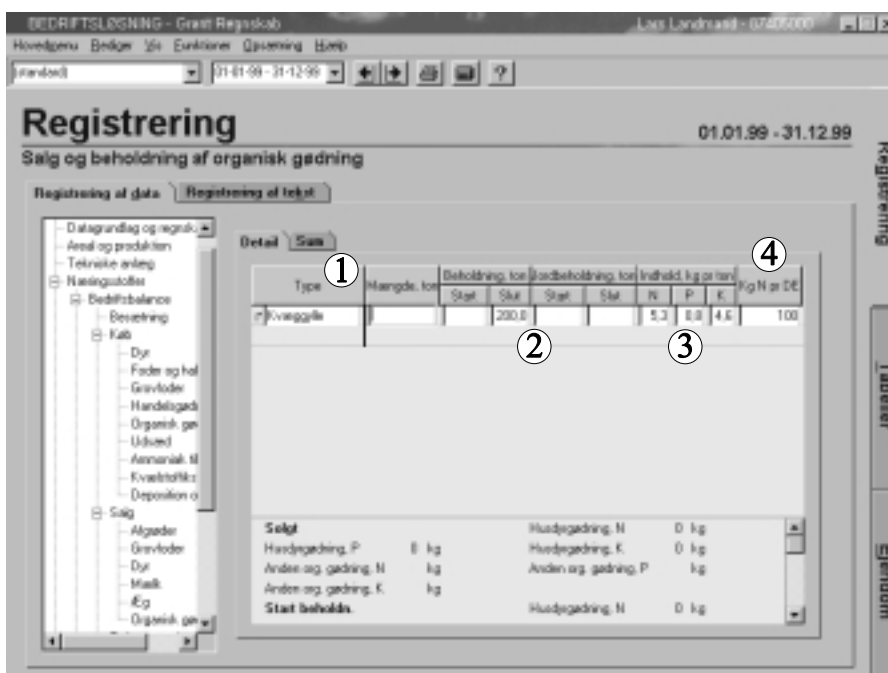 BEDRIFTSLØSNING - Grønt Regnskab Lars Landmand - 07405000
Hovedmenu Rediger Vis Funktioner Opsætning Hjælp
(standard) 01-01-99 - 31-12-99 ?
Registrering
01.01.99 - 31.12.99
Salg og beholdning af organisk gødning
Registrering af data Registrering af tekst
Datagrundlag og regnsk.
Areal og produktion
Tekniske anlæg
Næringsstoffer
Bedriftsbalance
Besætning
Køb
Dyr
Foder og hal
Grovfoder
Handelsgød
Organisk gø
Udsæd
Ammoniak til
Kvælstoffiks
Deposition o
Salg
Afgrøder
Grovfoder
Dyr
Mælk
Æg
Organisk gø
Detail Sum
1
4
Type Mængde, ton Beholdning, ton Jordbeholdning, ton Indhold, kg pr ton Kg N pr DE
Start Slut Start Slut N P K
Kvæggylle 200,0 5,3 0,8 4,6 100
2
3
Solgt Husdyrgødning, N 0 kg
Husdyrgødning, P 0 kg Husdyrgødning, K 0 kg
Anden org. gødning, N kg Anden org. gødning, P kg
Anden org. gødning, K kg
Start beholdn. Husdyrgødning, N 0 kg
Registrering
Tabeller
Ejendom